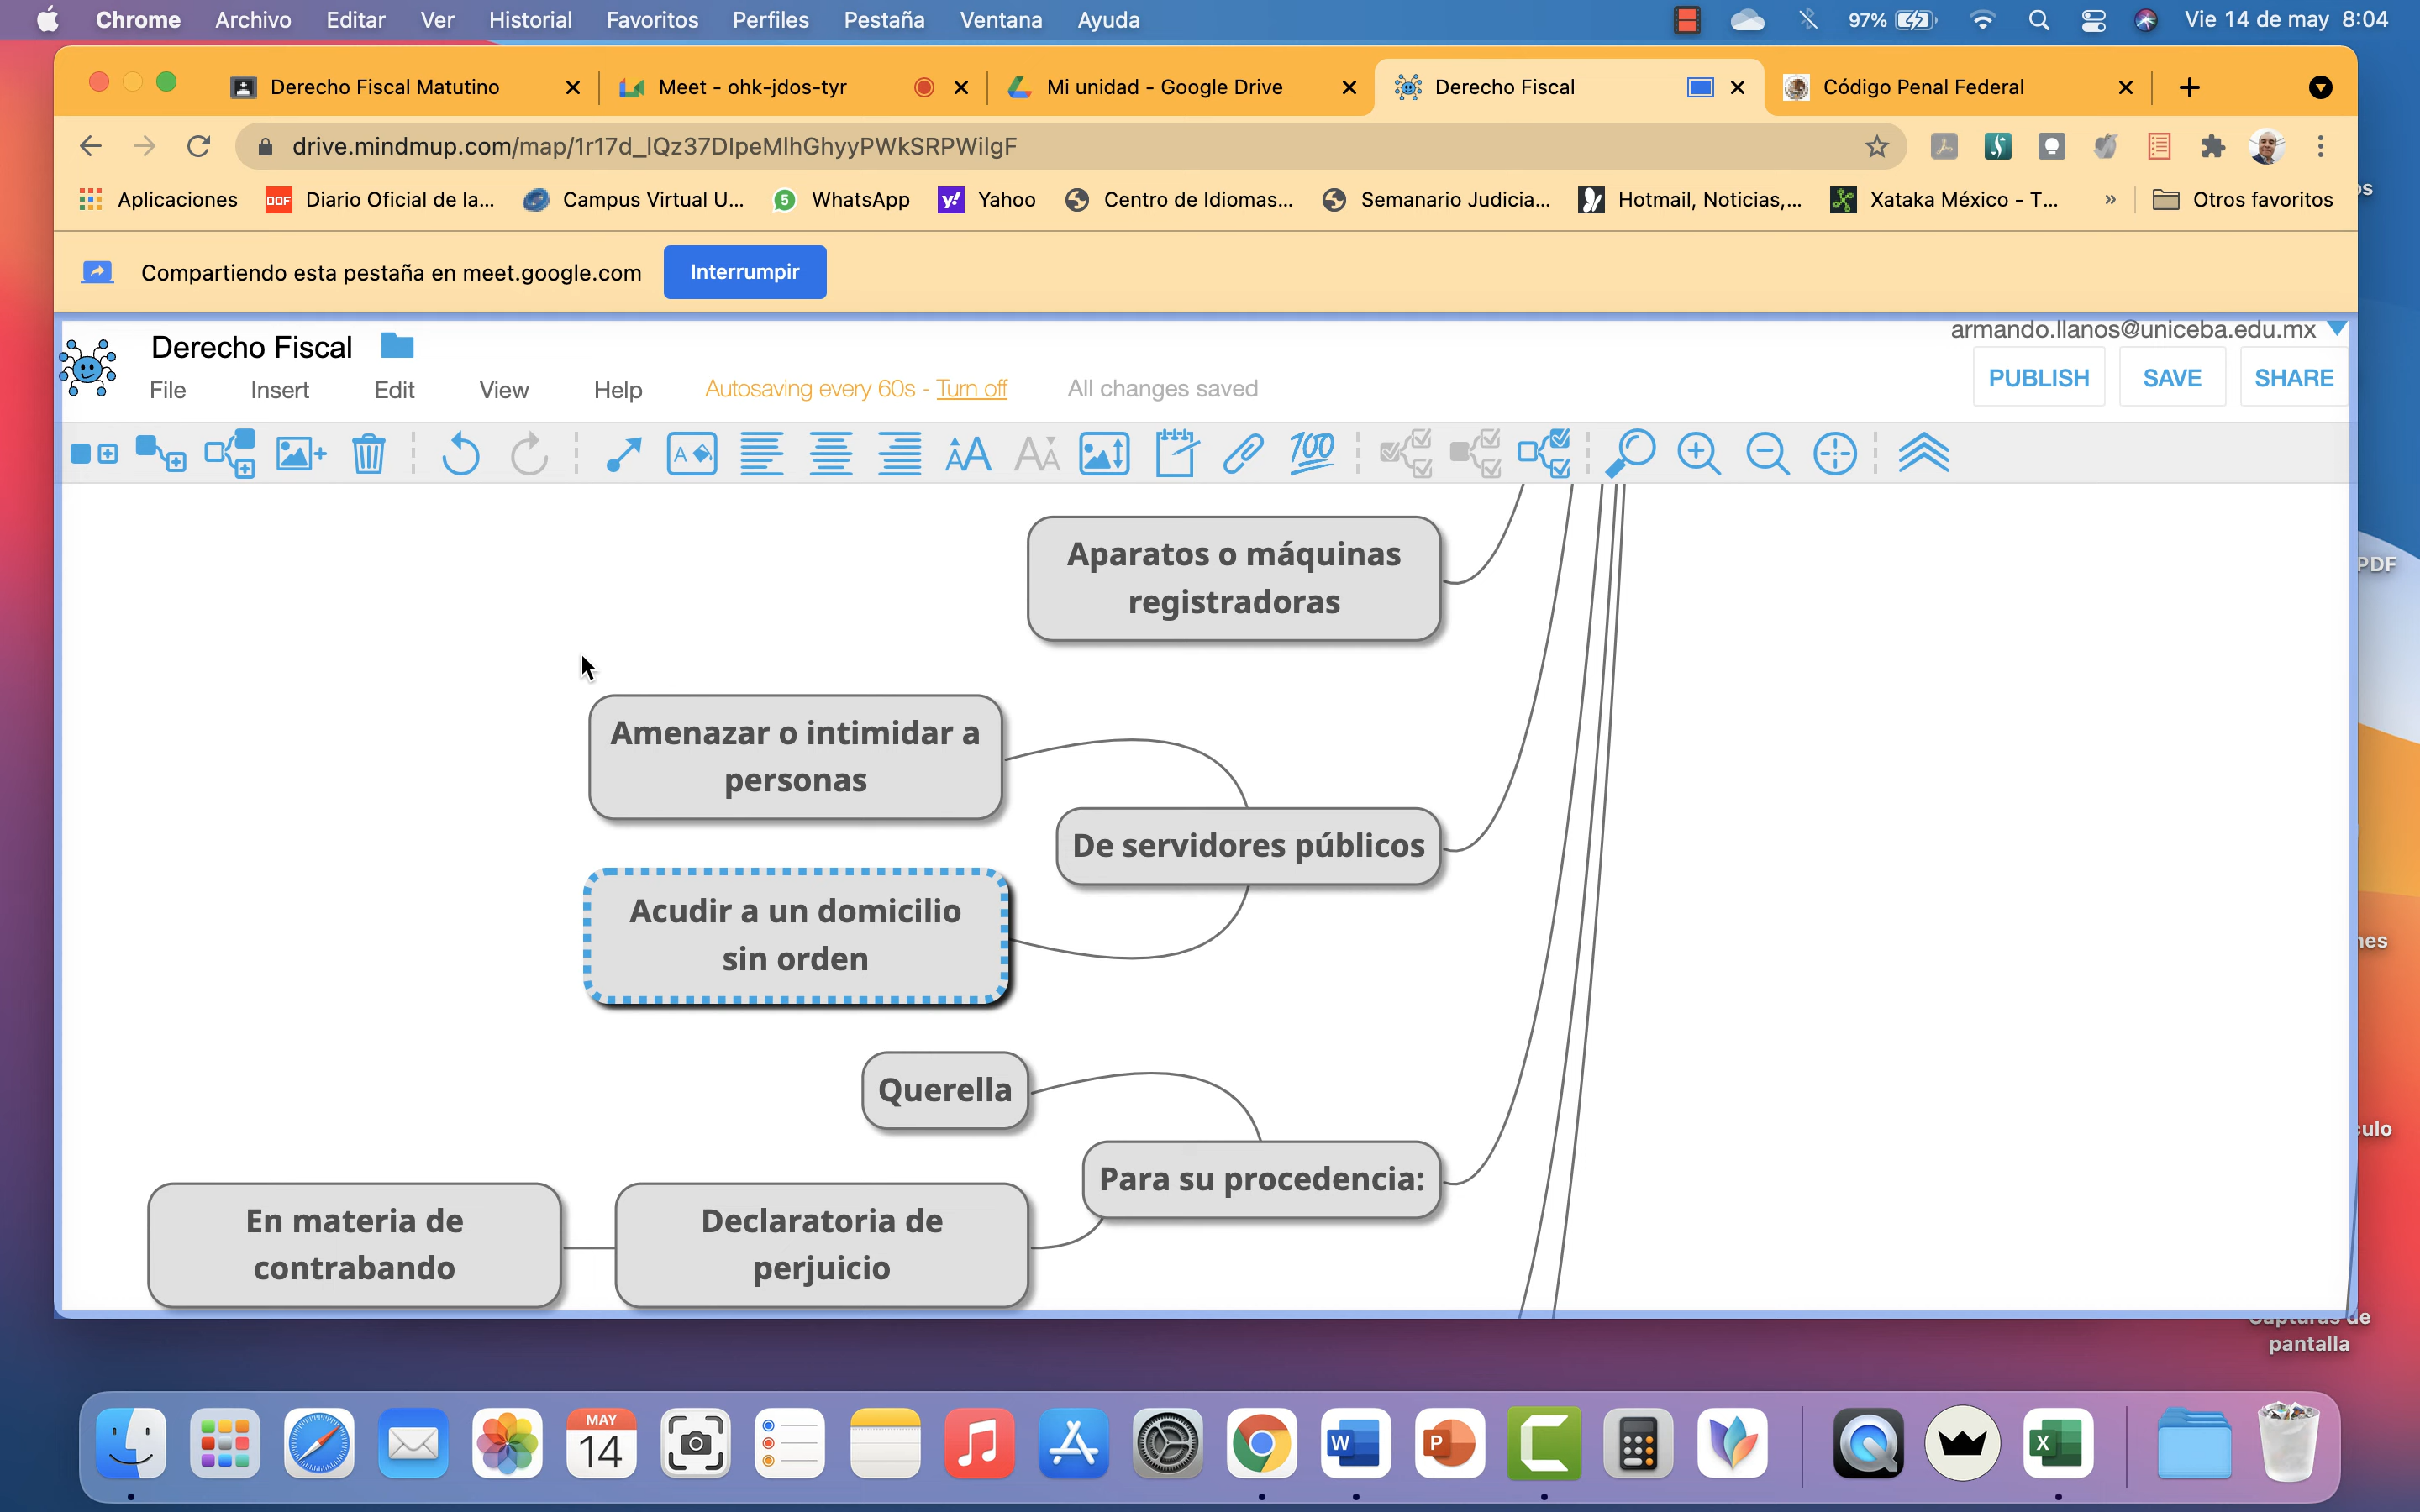 Chrome Archivo Editar Ver Historial Favoritos Perfiles Pestaña Ventana Ayuda 97% Vie 14 de may 8:04
Derecho Fiscal Matutino Meet - ohk-jdos-tyr Mi unidad - Google Drive Derecho Fiscal Código Penal Federal
drive.mindmup.com/map/1r17d_lQz37DIpeMlhGhyyPWkSRPWilgF
Aplicaciones DOF Diario Oficial de la... Campus Virtual U... 5 WhatsApp Yahoo Centro de Idiomas... Semanario Judicia... Hotmail, Noticias,... Xataka México - T... » Otros favoritos
Compartiendo esta pestaña en meet.google.com Interrumpir
armando.llanos@uniceba.edu.mx
Derecho Fiscal
PUBLISH SAVE SHARE
File Insert Edit View Help Autosaving every 60s - Turn off All changes saved
Aparatos o máquinas
registradoras
PDF
Amenazar o intimidar a
personas
De servidores públicos
Acudir a un domicilio
sin orden
Querella
Para su procedencia:
En materia de
contrabando
Declaratoria de
perjuicio
Capturas de
pantalla
MAY
14